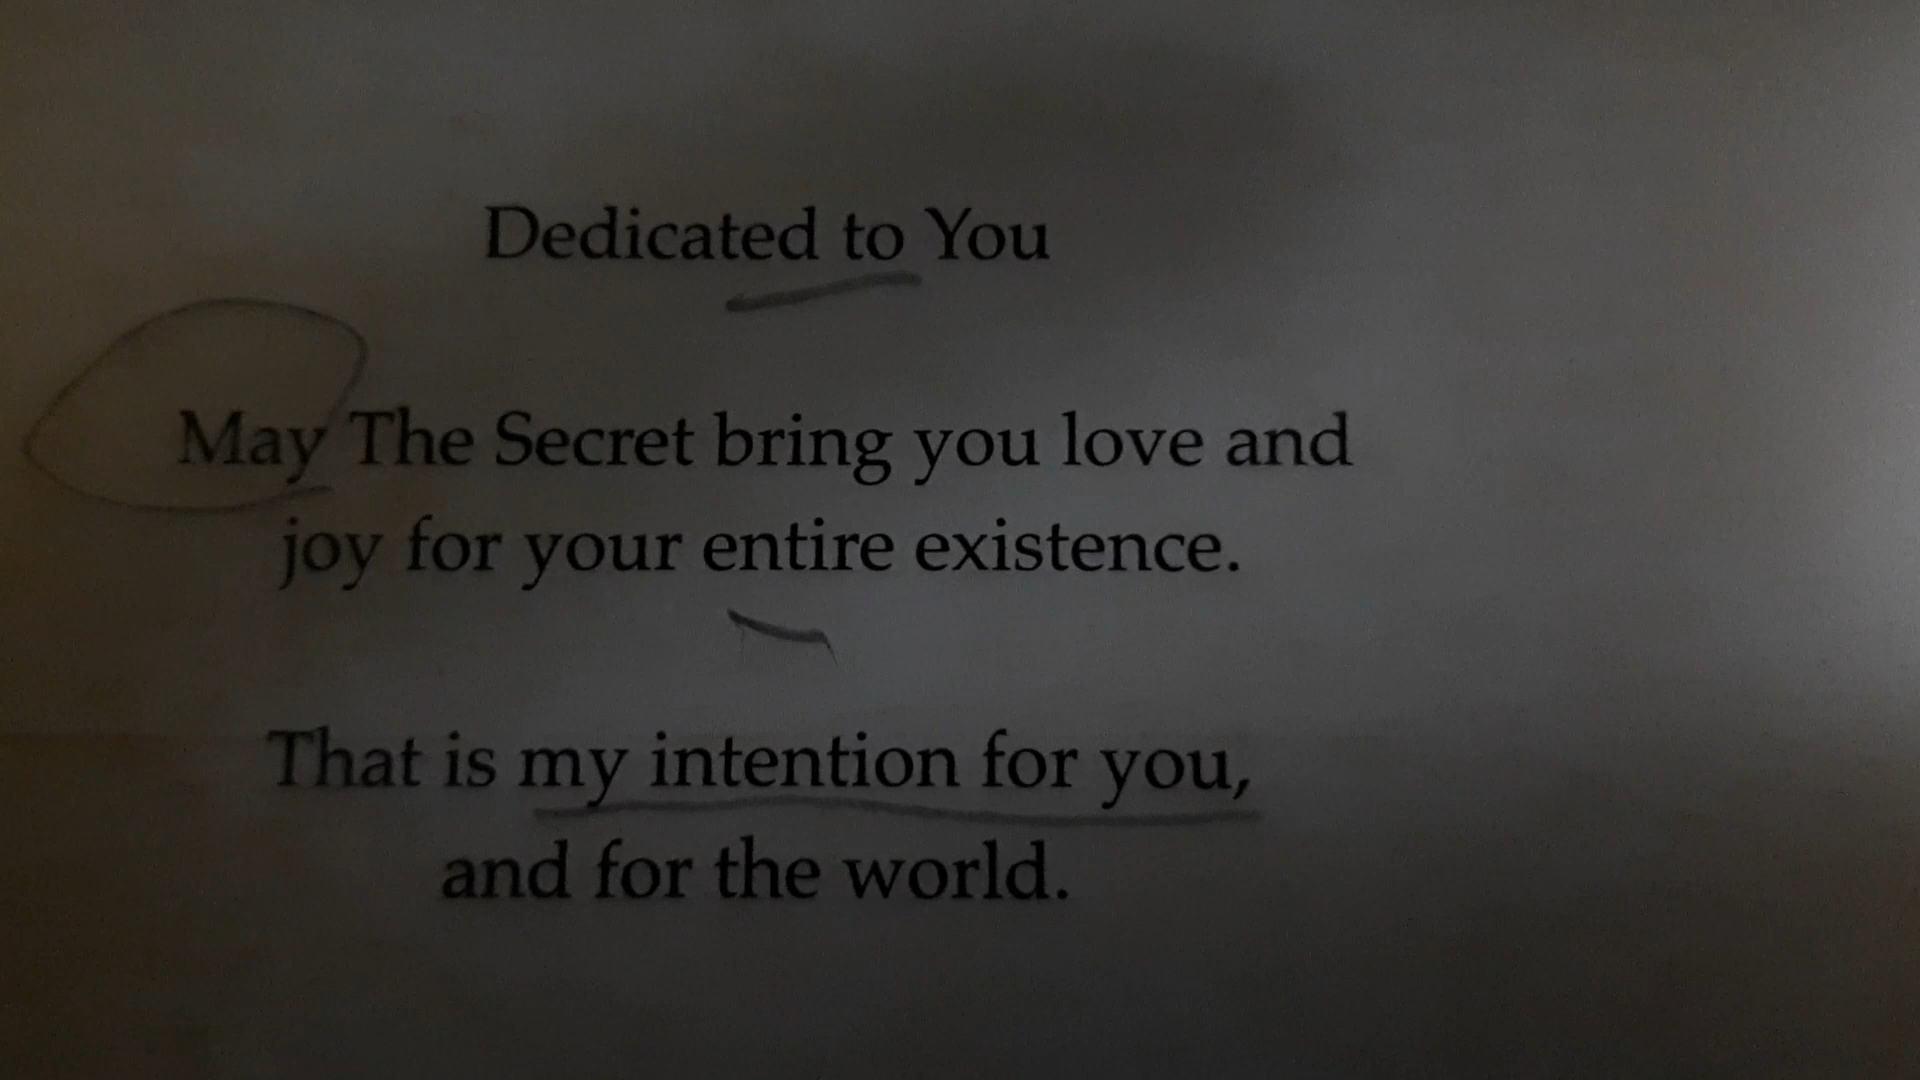 Dedicated to You
May The Secret bring you love and
joy for your entire existence.
That is my intention for you,
and for the world.